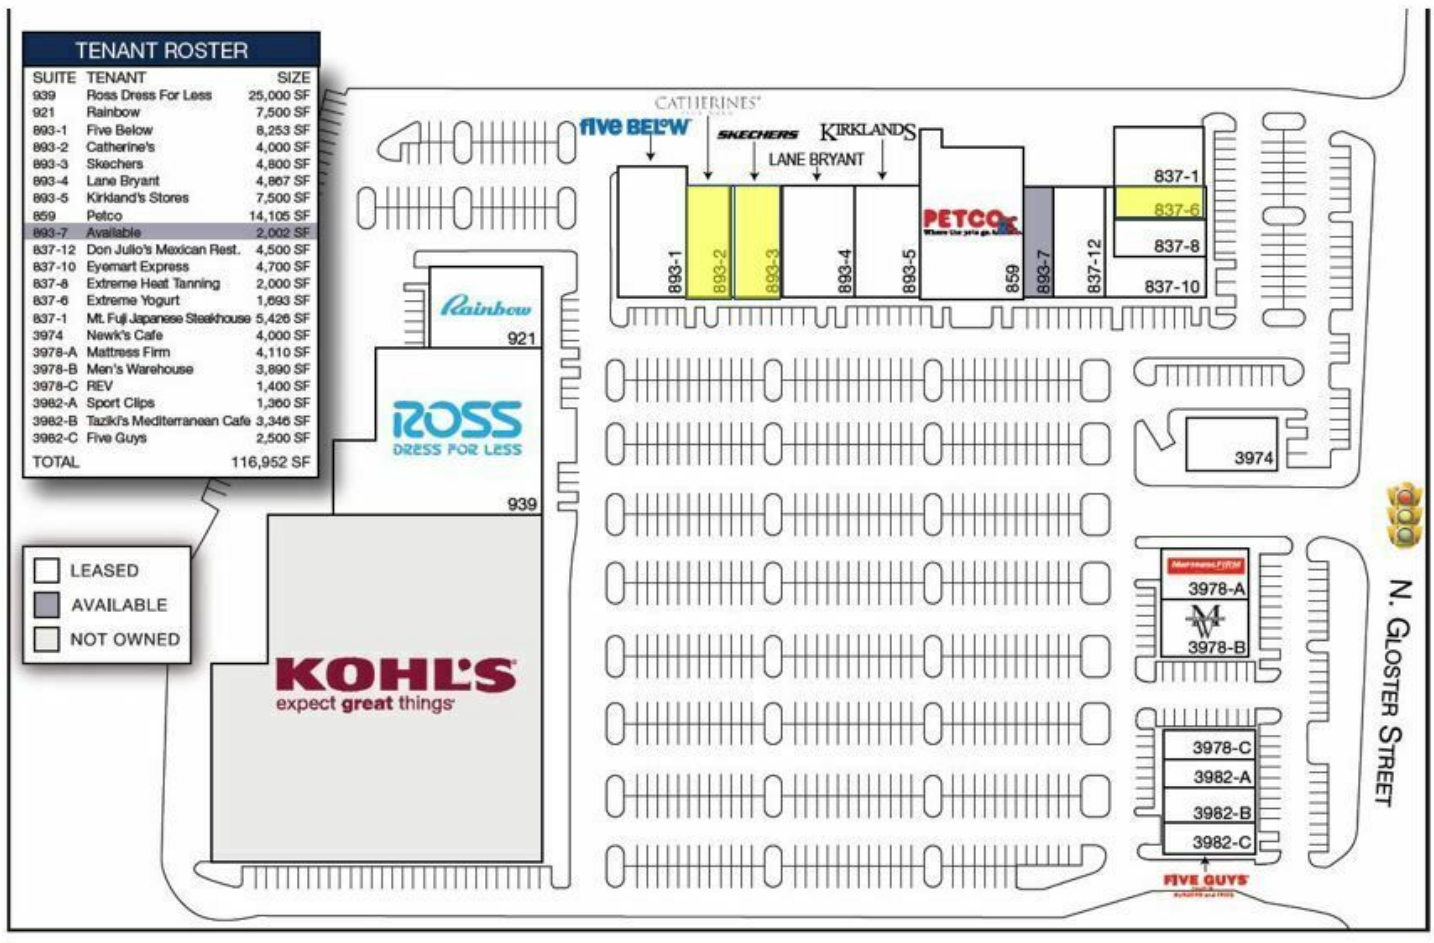 TENANT ROSTER
SUITE TENANT SIZE
939 Ross Dress For Less 25,000 SF
921 Rainbow 7,500 SF
893-1 Five Below 8,253 SF
893-2 Catherine's 4,000 SF
893-3 Skechers 4,800 SF
893-4 Lane Bryant 4,867 SF
893-5 Kirkland's Stores 7,500 SF
859 Petco 14,105 SF
893-7 Available 2,002 SF
837-12 Don Julio's Mexican Rest. 4,500 SF
837-10 Eyemart Express 4,700 SF
837-8 Extreme Heat Tanning 2,000 SF
837-6 Extreme Yogurt 1,693 SF
837-1 Mt. Fuji Japanese Steakhouse 5,426 SF
3974 Newk's Cafe 4,000 SF
3978-A Mattress Firm 4,110 SF
3978-B Men's Warehouse 3,890 SF
3978-C REV 1,400 SF
3982-A Sport Clips 1,360 SF
3982-B Taziki's Mediterranean Cafe 3,346 SF
3982-C Five Guys 2,500 SF
TOTAL 116,952 SF
LEASED
AVAILABLE
NOT OWNED
CATHERINES
five BELOW
SKECHERS
KIRKLANDS
LANE BRYANT
893-1
893-2
893-3
893-4
893-5
PETCO
Where the pets go
859
893-7
837-12
837-1
837-6
837-8
837-10
Rainbow
921
ROSS
DRESS FOR LESS
939
KOHL'S
expect great things
3974
MATTRESS FIRM
3978-A
MW
3978-B
3978-C
3982-A
3982-B
3982-C
FIVE GUYS
N. GLOSTER STREET